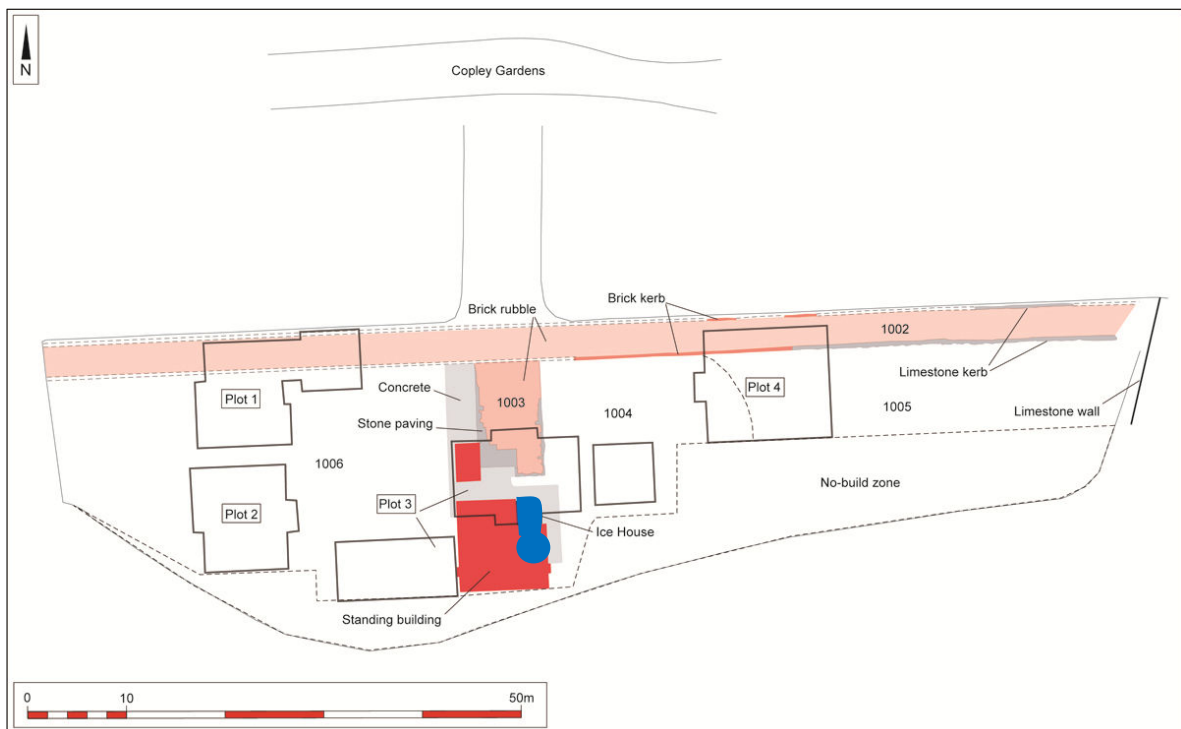 N
Copley Gardens
Brick rubble
Brick kerb
1002
Limestone kerb
Limestone wall
Concrete
Stone paving
1003
1004
1005
Plot 1
Plot 4
1006
Plot 2
Plot 3
No-build zone
Ice House
Standing building
0 10 50m